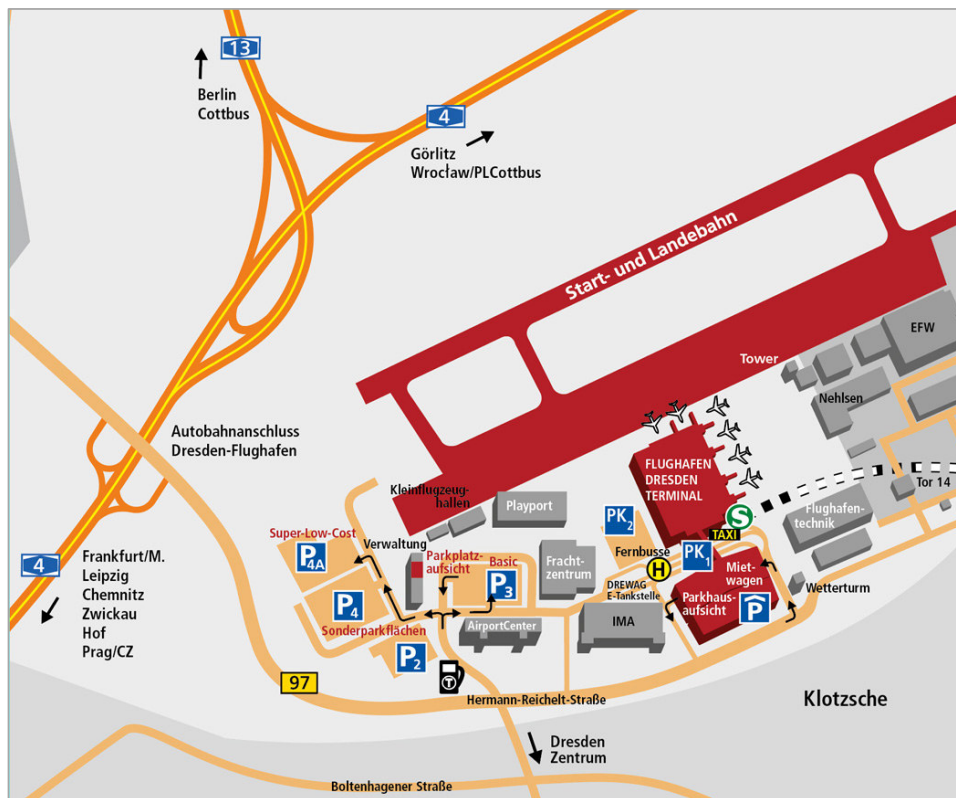 13
Berlin
Cottbus
4
Görlitz
Wrocław/PLCottbus
Start- und Landebahn
EFW
Tower
Nehlsen
Autobahnanschluss
Dresden-Flughafen
FLUGHAFEN
DRESDEN
TERMINAL
Kleinflugzeug-
hallen
Playport
Tor 14
Flughafen-
technik
S
TAXI
PK2
PK1
Super-Low-Cost
P4A
Verwaltung
Parkplatz-
aufsicht
Basic
P3
Fracht-
zentrum
Fernbusse
H
DREWAG
E-Tankstelle
Miet-
wagen
Parkhaus-
aufsicht
P
Wetterturm
4
Frankfurt/M.
Leipzig
Chemnitz
Zwickau
Hof
Prag/CZ
P4
Sonderparkflächen
P2
AirportCenter
IMA
T
97
Hermann-Reichelt-Straße
Klotzsche
Dresden
Zentrum
Boltenhagener Straße